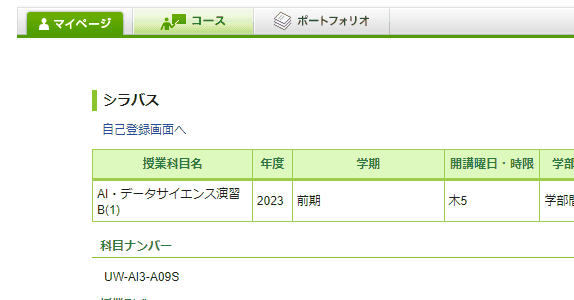 マイページ コース ポートフォリオ
シラバス
自己登録画面へ
授業科目名 年度 学期 開講曜日・時限 学部
AI・データサイエンス演習 2023 前期 木5 学部
B(1)
科目ナンバー
UW-AI3-A09S